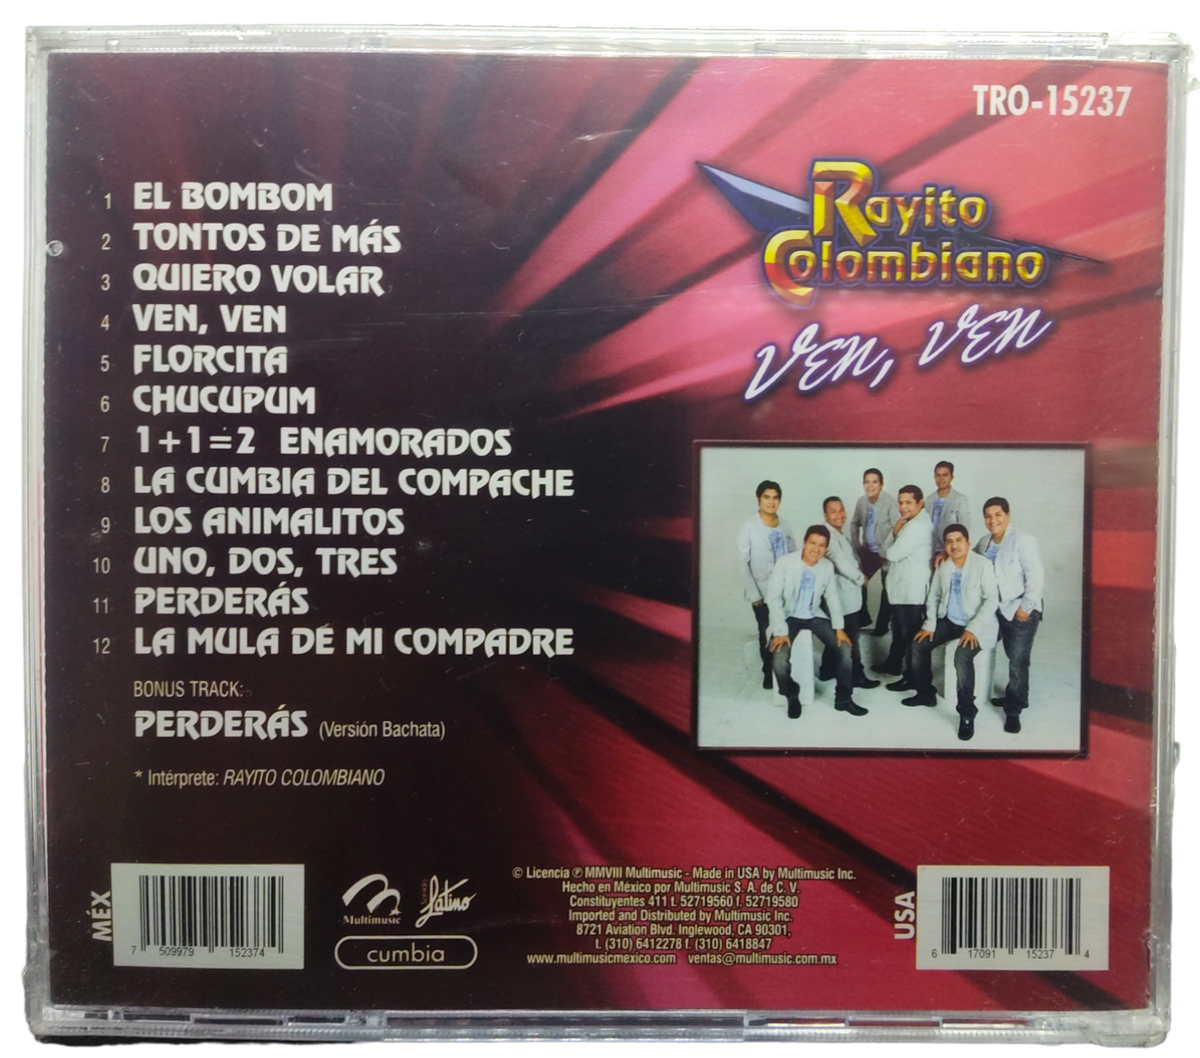 TRO-15237
Rayito
Colombiano
VEN, VEN
1 EL BOMBOM
2 TONTOS DE MÁS
3 QUIERO VOLAR
4 VEN, VEN
5 FLORCITA
6 CHUCUPUM
7 1+1=2 ENAMORADOS
8 LA CUMBIA DEL COMPACHE
9 LOS ANIMALITOS
10 UNO, DOS, TRES
11 PERDERÁS
12 LA MULA DE MI COMPADRE
BONUS TRACK:
PERDERÁS (Versión Bachata)
* Intérprete: RAYITO COLOMBIANO
MÉX
7 509979 152374
Multimusic
Latino
cumbia
© Licencia ℗ MMVIII Multimusic - Made in USA by Multimusic Inc.
Hecho en México por Multimusic S. A. de C. V.
Constituyentes 411 t. 52719560 f. 52719580
Imported and Distributed by Multimusic Inc.
8721 Aviation Blvd. Inglewood, CA 90301,
t. (310) 6412278 f. (310) 6418847
www.multimusicmexico.com ventas@multimusic.com.mx
USA
6 17091 15237 4